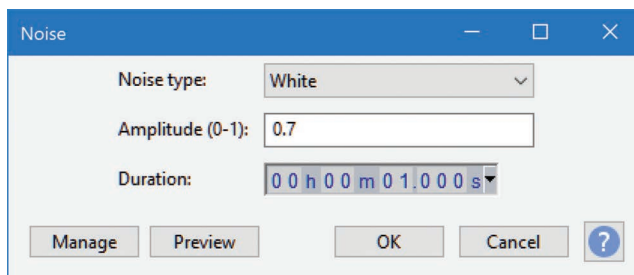 Noise
Noise type: White
Amplitude (0-1): 0.7
Duration: 00h00m01.000s
Manage Preview OK Cancel ?